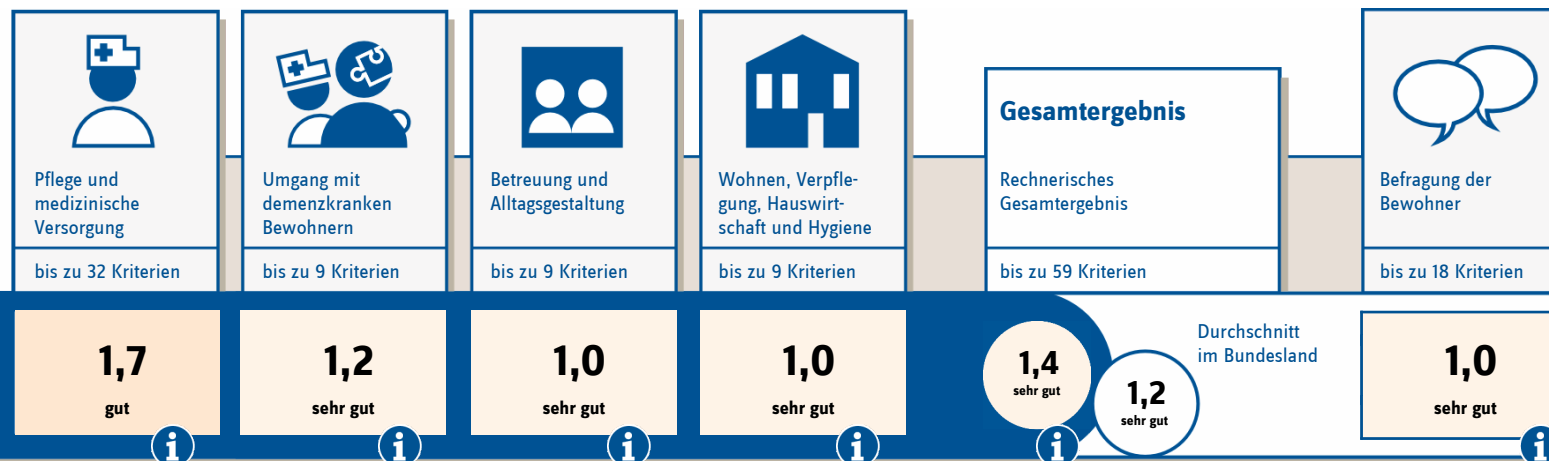 Pflege und
medizinische
Versorgung
bis zu 32 Kriterien
1,7
gut
i
Umgang mit
demenzkranken
Bewohnern
bis zu 9 Kriterien
1,2
sehr gut
i
Betreuung und
Alltagsgestaltung
bis zu 9 Kriterien
1,0
sehr gut
i
Wohnen, Verpfle-
gung, Hauswirt-
schaft und Hygiene
bis zu 9 Kriterien
1,0
sehr gut
i
Gesamtergebnis
Rechnerisches
Gesamtergebnis
bis zu 59 Kriterien
1,4
sehr gut
i
Durchschnitt
im Bundesland
1,2
sehr gut
Befragung der
Bewohner
bis zu 18 Kriterien
1,0
sehr gut
i